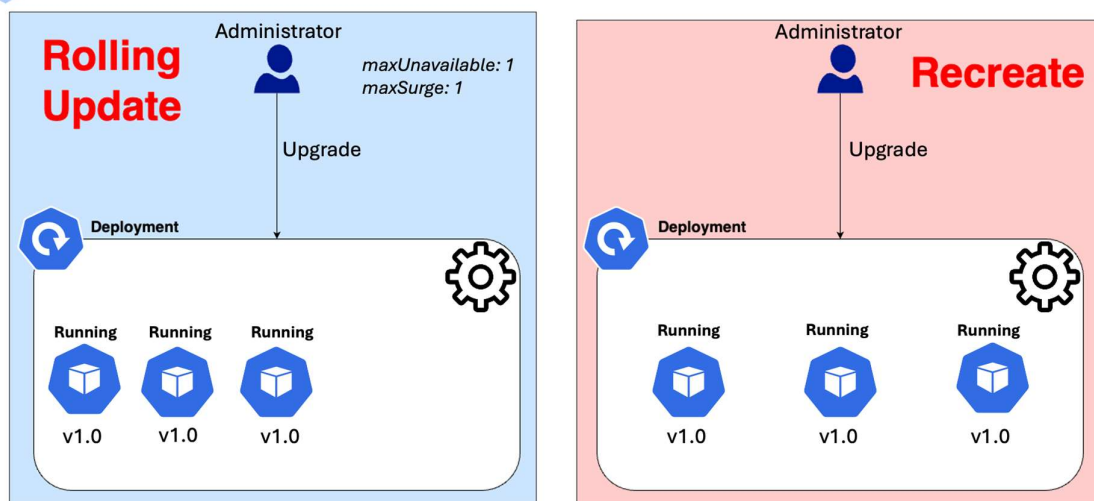 Rolling
Update
Administrator
maxUnavailable: 1
maxSurge: 1
Upgrade
Deployment
Running Running Running
v1.0 v1.0 v1.0
Administrator
Recreate
Upgrade
Deployment
Running Running Running
v1.0 v1.0 v1.0